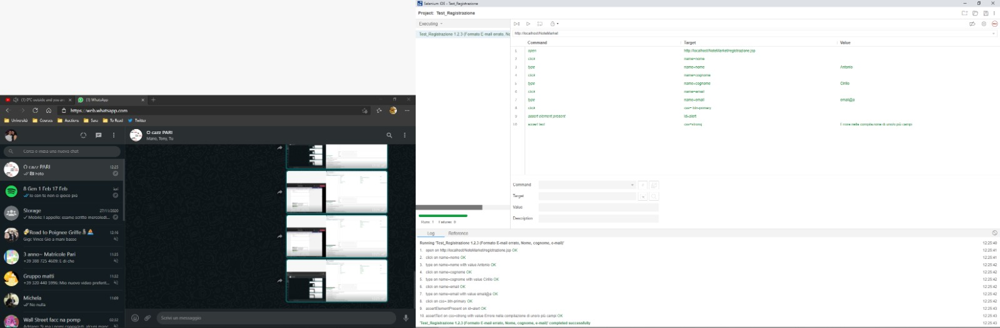 (1) 0°C outside and you are
(1) WhatsApp
https://web.whatsapp.com
Università
Courses
Auctions
Sara
To Read
Twitter
O cazz PARI
Mario, Tony, Tu
Cerca o inizia una nuova chat
O cazz PARI
12:25
Foto
8 Gen 1 Feb 17 Feb
ieri
Io con te non ci gioco più
Storage
27/11/2020
Mobile: I appello: esame scritto mercoledì...
Road to Poignee Griffe
12:16
Gigi: Vince Gio a mani basse
3 anno~ Matricole Pari
11:55
+39 388 725 4609: E di che
Gruppo matti
11:32
+39 320 440 5996: Mio nuovo video preferit...
Michela
11:09
No nulla
Wall Street facc na pomp
02:52
Scrivi un messaggio
Selenium IDE - Test_Registrazione
Project: Test_Registrazione
Executing
Test_Registrazione 1.2.3 (Formato E-mail errato, No
http://localhost/NoteMarket
Command Target Value
1 open http://localhost/NoteMarket/registrazione.jsp
2 click name=nome
3 type name=nome Antonio
4 click name=cognome
5 type name=cognome Cirillo
6 click name=email
7 type name=email email@a
8 click css=.btn-primary
9 assert element present id=alert
10 assert text css=strong Errore nella compilazione di uno/o più campi
Command
Target
Value
Description
Runs: 1 Failures: 0
Log Reference
Running 'Test_Registrazione 1.2.3 (Formato E-mail errato, Nome, cognome, e-mail)' 12:25:40
1. open on http://localhost/NoteMarket/registrazione.jsp OK 12:25:41
2. click on name=nome OK 12:25:41
3. type on name=nome with value Antonio OK 12:25:42
4. click on name=cognome OK 12:25:42
5. type on name=cognome with value Cirillo OK 12:25:42
6. click on name=email OK 12:25:42
7. type on name=email with value email@a OK 12:25:42
8. click on css=.btn-primary OK 12:25:42
9. assertElementPresent on id=alert OK 12:25:43
10. assertText on css=strong with value Errore nella compilazione di uno/o più campi OK 12:25:43
'Test_Registrazione 1.2.3 (Formato E-mail errato, Nome, cognome, e-mail)' completed successfully 12:25:43